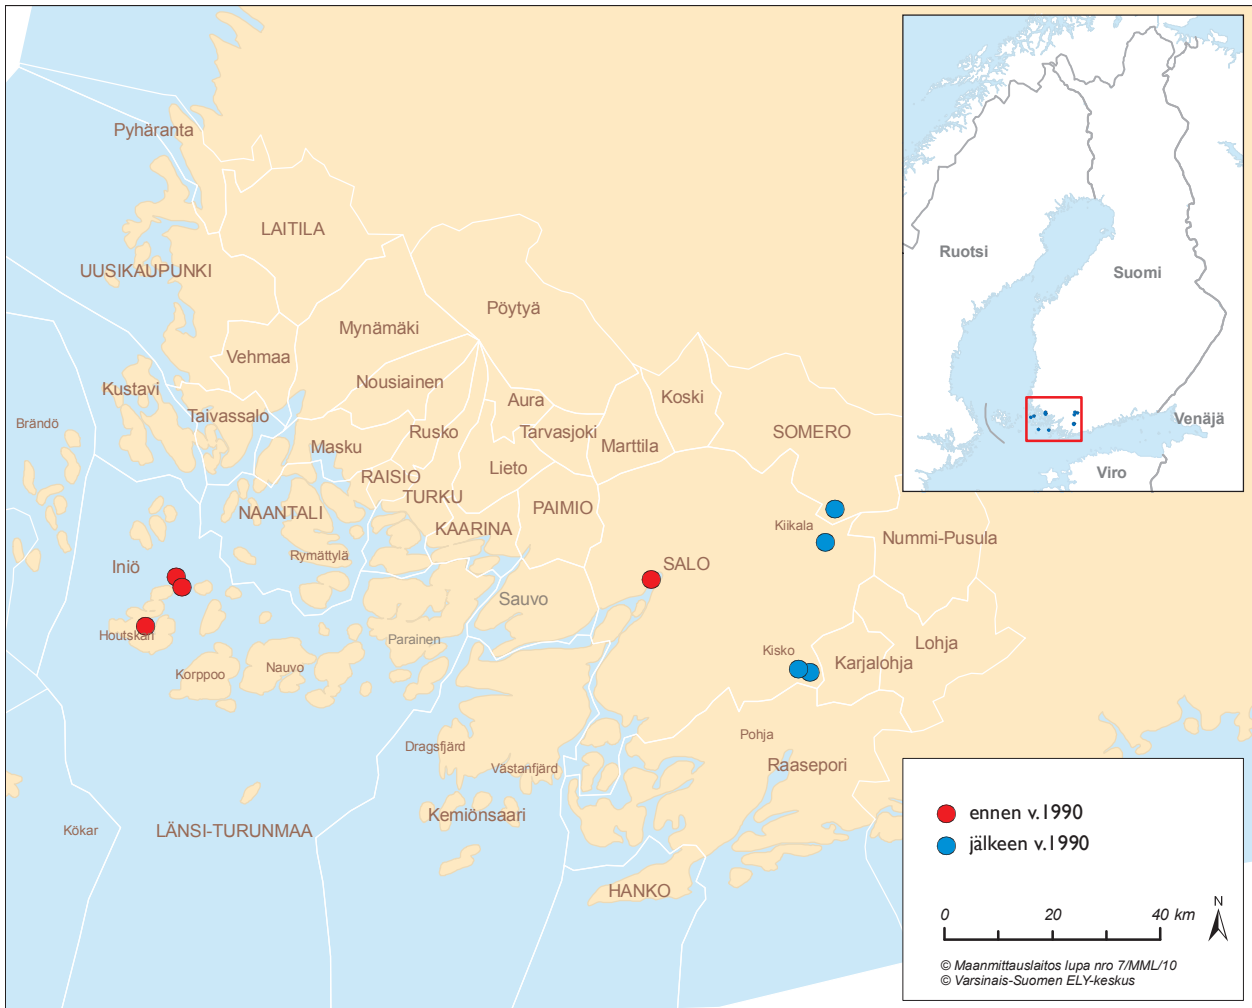 Pyhäranta
LAITILA
UUSIKAUPUNKI
Pöytyä
Mynämäki
Vehmaa
Nousiainen
Kustavi
Koski
Aura
Taivassalo
Brändö
Rusko
Tarvasjoki
SOMERO
Masku
Marttila
Lieto
RAISIO
TURKU
PAIMIO
NAANTALI
KAARINA
Kiikala
Nummi-Pusula
Rymättylä
Iniö
SALO
Sauvo
Houtskari
Parainen
Lohja
Kisko
Karjalohja
Nauvo
Korppoo
Pohja
Dragsfjärd
Raasepori
Västanfjärd
Kemiönsaari
Kökar
LÄNSI-TURUNMAA
HANKO
Ruotsi
Suomi
Venäjä
Viro
ennen v.1990
jälkeen v.1990
N
0 20 40 km
© Maanmittauslaitos lupa nro 7/MML/10
© Varsinais-Suomen ELY-keskus